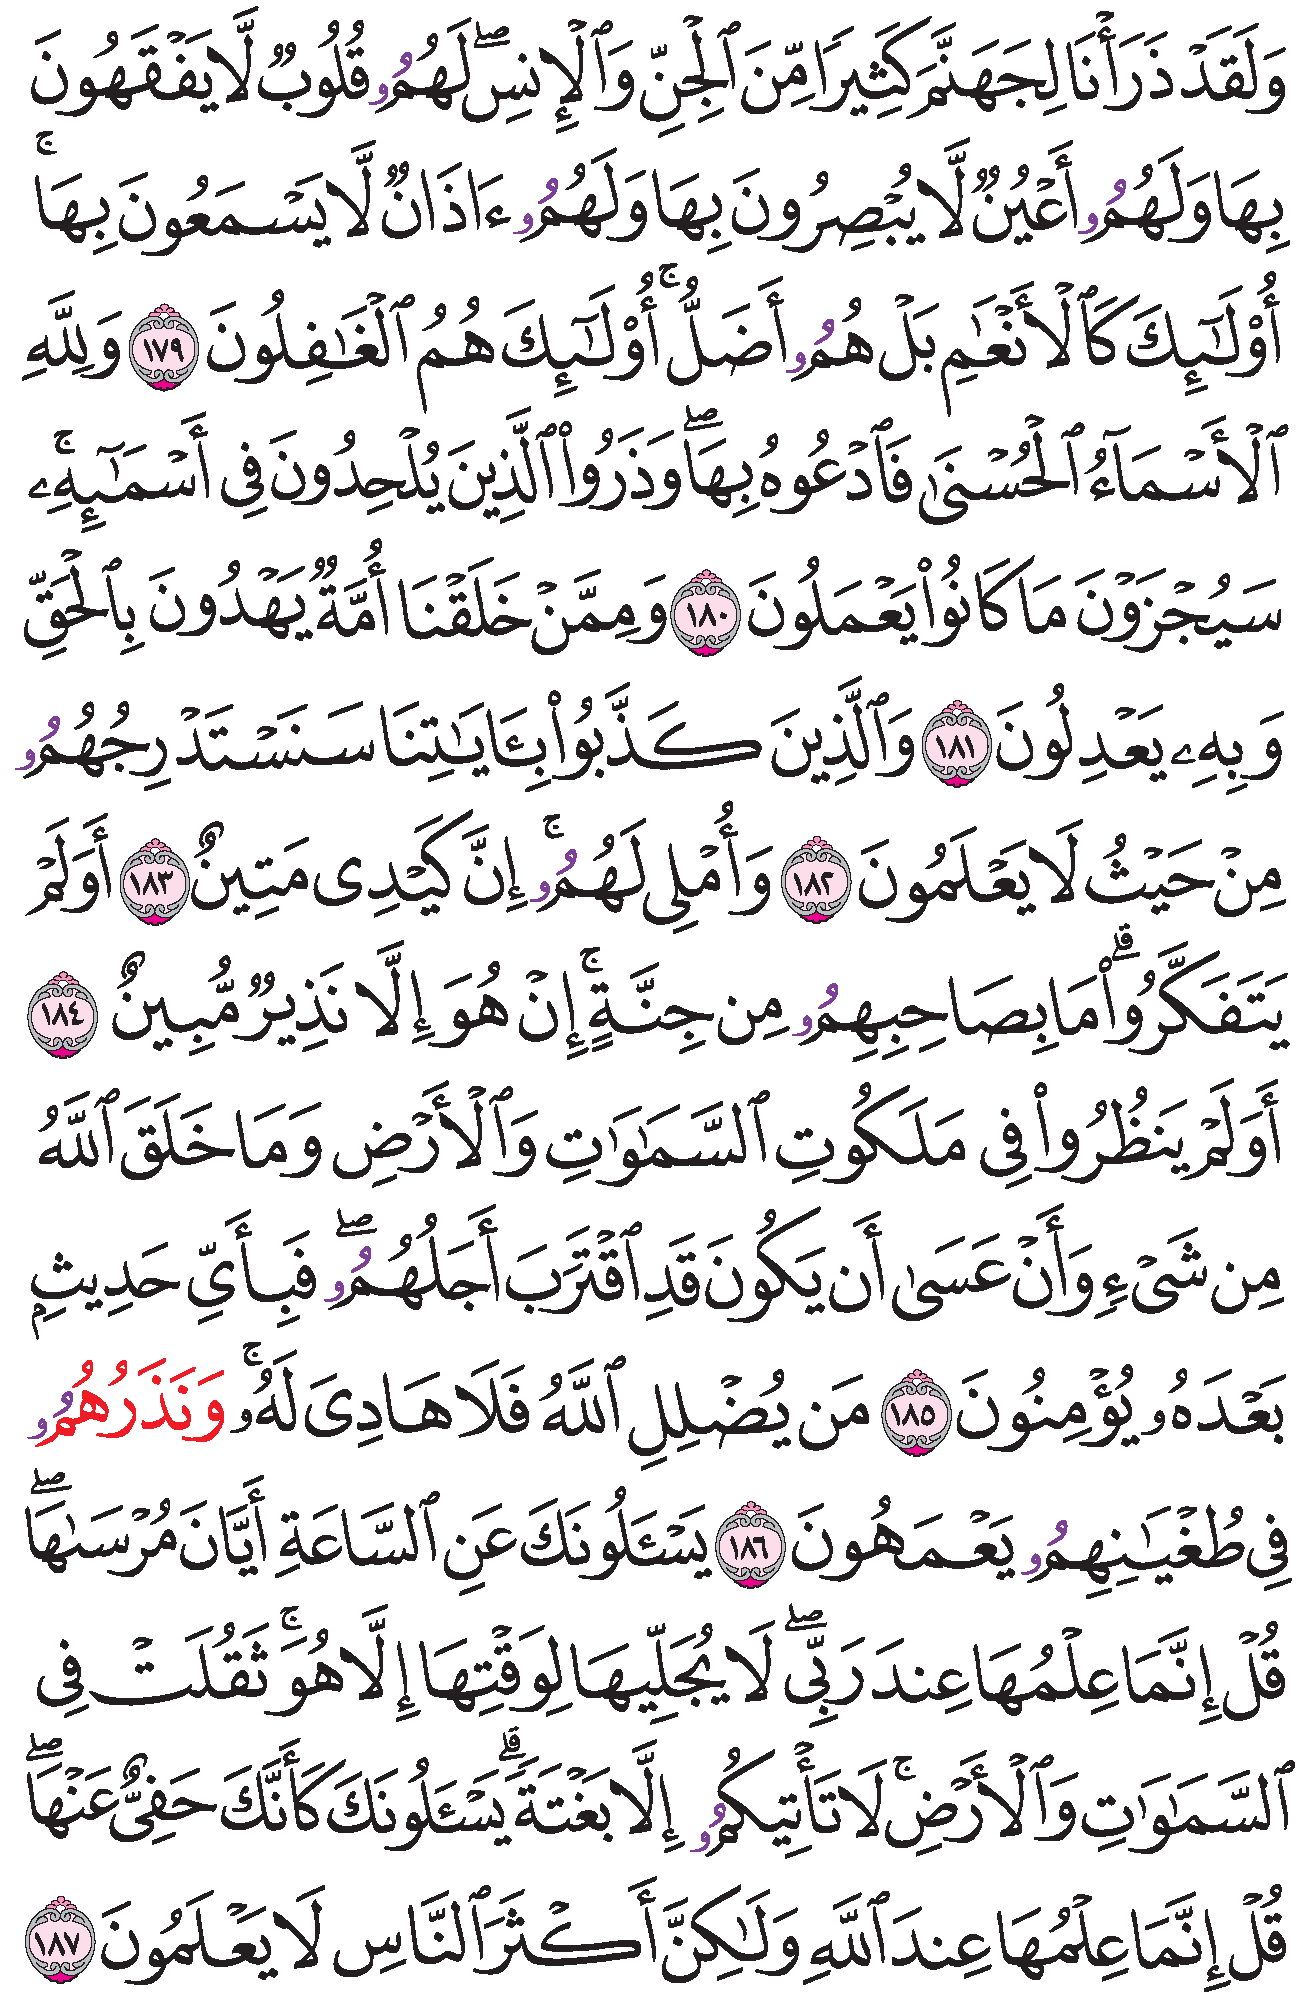 وَلَقَدۡ ذَرَأۡنَا لِجَهَنَّمَ كَثِيرٗا مِّنَ ٱلۡجِنِّ وَٱلۡإِنسِۖ لَهُمُۥ قُلُوبٞ لَّا يَفۡقَهُونَ
بِهَا وَلَهُمُۥ أَعۡيُنٞ لَّا يُبۡصِرُونَ بِهَا وَلَهُمُۥ ءَاذَانٞ لَّا يَسۡمَعُونَ بِهَاۚ
أُوْلَٰٓئِكَ كَٱلۡأَنۡعَٰمِ بَلۡ هُمُۥ أَضَلُّۚ أُوْلَٰٓئِكَ هُمُ ٱلۡغَٰفِلُونَ ١٧٩ وَلِلَّهِ
ٱلۡأَسۡمَآءُ ٱلۡحُسۡنَىٰ فَٱدۡعُوهُ بِهَاۖ وَذَرُواْ ٱلَّذِينَ يُلۡحِدُونَ فِي أَسۡمَٰٓئِهِۦۚ
سَيُجۡزَوۡنَ مَا كَانُواْ يَعۡمَلُونَ ١٨٠ وَمِمَّنۡ خَلَقۡنَا أُمَّةٞ يَهۡدُونَ بِٱلۡحَقِّ
وَبِهِۦ يَعۡدِلُونَ ١٨١ وَٱلَّذِينَ كَذَّبُواْ بِـَٔايَٰتِنَا سَنَسۡتَدۡرِجُهُمُۥ
مِنۡ حَيۡثُ لَا يَعۡلَمُونَ ١٨٢ وَأُمۡلِي لَهُمُۥۚ إِنَّ كَيۡدِي مَتِينٌ ١٨٣ أَوَلَمۡ
يَتَفَكَّرُواْۗ مَا بِصَاحِبِهِمُۥ مِن جِنَّةٍۚ إِنۡ هُوَ إِلَّا نَذِيرٞ مُّبِينٌ ١٨٤
أَوَلَمۡ يَنظُرُواْ فِي مَلَكُوتِ ٱلسَّمَٰوَٰتِ وَٱلۡأَرۡضِ وَمَا خَلَقَ ٱللَّهُ
مِن شَيۡءٖ وَأَنۡ عَسَىٰ أَن يَكُونَ قَدِ ٱقۡتَرَبَ أَجَلُهُمُۥۖ فَبِأَيِّ حَدِيثِۭ
بَعۡدَهُۥ يُؤۡمِنُونَ ١٨٥ مَن يُضۡلِلِ ٱللَّهُ فَلَا هَادِيَ لَهُۥۚ وَنَذَرُهُمُۥ
فِي طُغۡيَٰنِهِمُۥ يَعۡمَهُونَ ١٨٦ يَسۡـَٔلُونَكَ عَنِ ٱلسَّاعَةِ أَيَّانَ مُرۡسَىٰهَاۖ
قُلۡ إِنَّمَا عِلۡمُهَا عِندَ رَبِّيۖ لَا يُجَلِّيهَا لِوَقۡتِهَا إِلَّا هُوَۚ ثَقُلَتۡ فِي
ٱلسَّمَٰوَٰتِ وَٱلۡأَرۡضِۚ لَا تَأۡتِيكُمُۥ إِلَّا بَغۡتَةٗۗ يَسۡـَٔلُونَكَ كَأَنَّكَ حَفِيٌّ عَنۡهَاۖ
قُلۡ إِنَّمَا عِلۡمُهَا عِندَ ٱللَّهِ وَلَٰكِنَّ أَكۡثَرَ ٱلنَّاسِ لَا يَعۡلَمُونَ ١٨٧